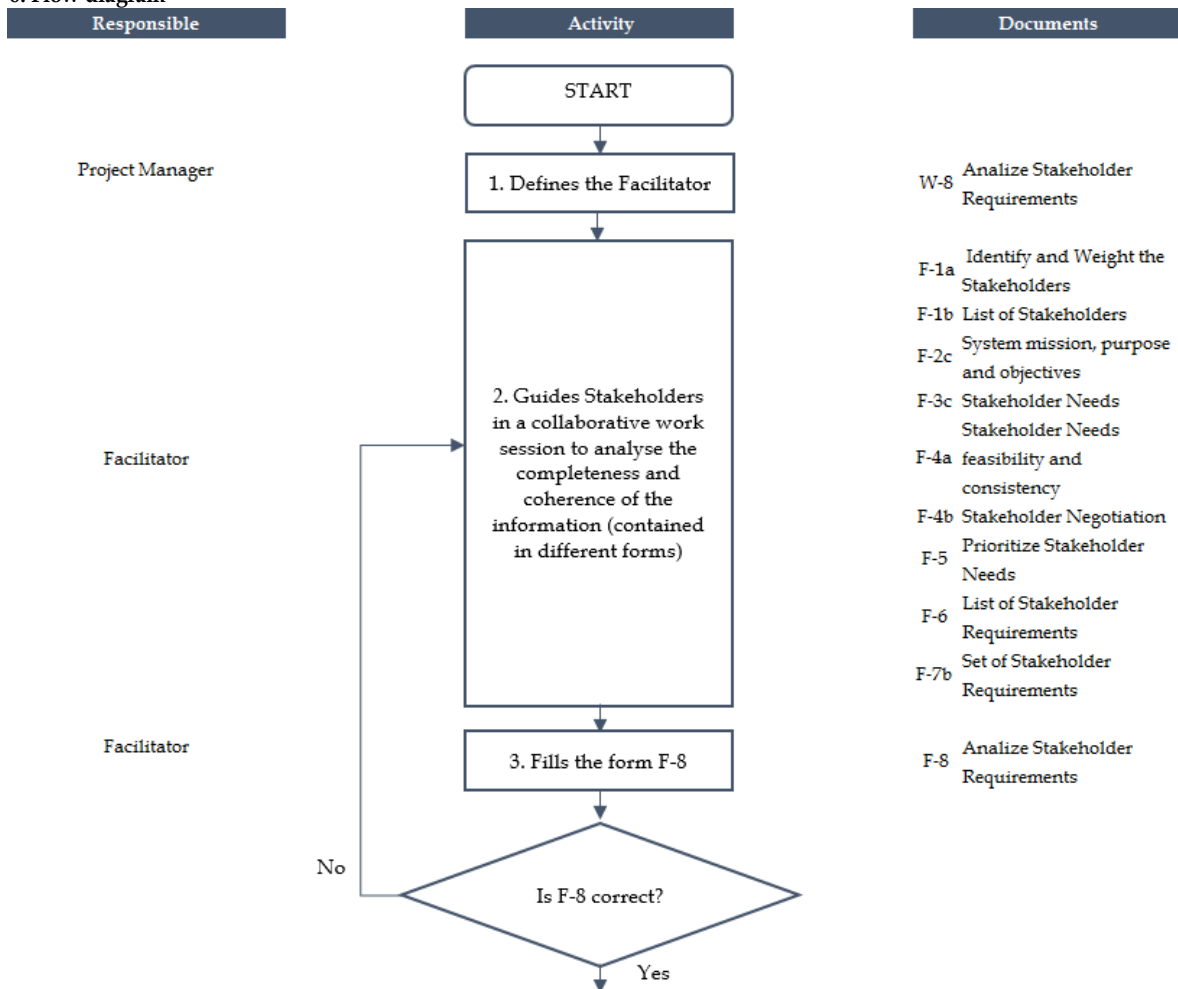 Flow diagram
Responsible
Activity
Documents
START
Project Manager
1. Defines the Facilitator
W-8 Analize Stakeholder
Requirements
Facilitator
2. Guides Stakeholders
in a collaborative work
session to analyse the
completeness and
coherence of the
information (contained
in different forms)
F-1a Identify and Weight the
Stakeholders
F-1b List of Stakeholders
F-2c System mission, purpose
and objectives
F-3c Stakeholder Needs
Stakeholder Needs
F-4a feasibility and
consistency
F-4b Stakeholder Negotiation
F-5 Prioritize Stakeholder
Needs
F-6 List of Stakeholder
Requirements
F-7b Set of Stakeholder
Requirements
Facilitator
3. Fills the form F-8
F-8 Analize Stakeholder
Requirements
No
Is F-8 correct?
Yes